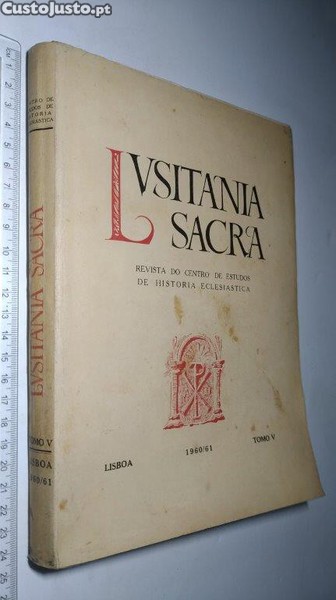 CustoJusto.pt
LVSITANIA
SACRA
REVISTA DO CENTRO DE ESTUDOS
DE HISTORIA ECLESIASTICA
LISBOA
1960/61
TOMO V
LVSITANIA SACRA
TOMO V
LISBOA
1960/61